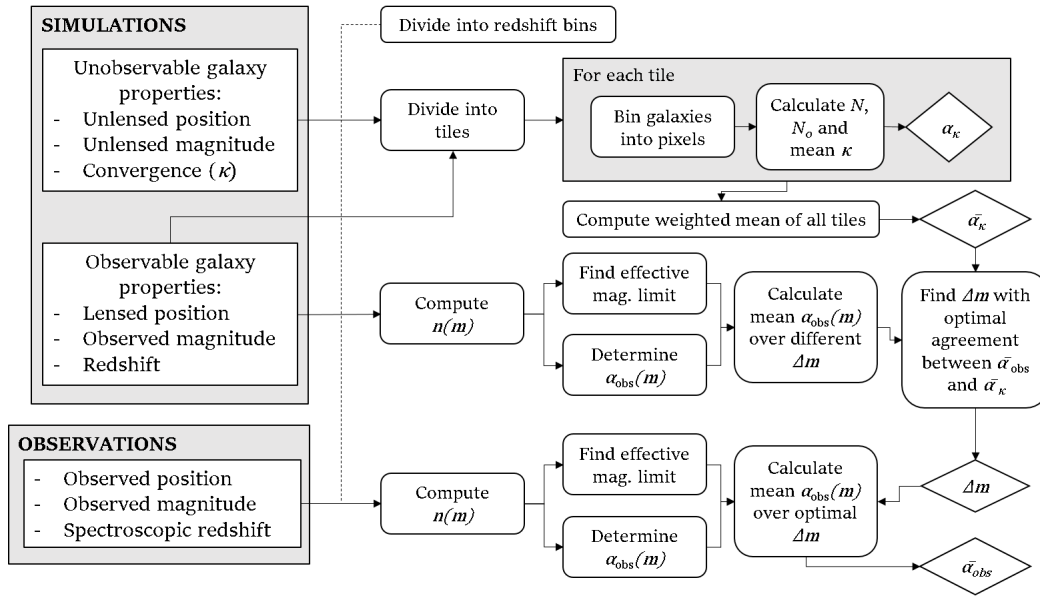 SIMULATIONS
Unobservable galaxy
properties:
- Unlensed position
- Unlensed magnitude
- Convergence (κ)
Observable galaxy
properties:
- Lensed position
- Observed magnitude
- Redshift
OBSERVATIONS
- Observed position
- Observed magnitude
- Spectroscopic redshift
Divide into redshift bins
Divide into
tiles
For each tile
Bin galaxies
into pixels
Calculate N,
Nₒ and
mean κ
α_κ
Compute weighted mean of all tiles
ᾱ_κ
Compute
n(m)
Find effective
mag. limit
Determine
α_obs(m)
Calculate
mean α_obs(m)
over different
Δm
Find Δm with
optimal
agreement
between ᾱ_obs
and ᾱ_κ
Compute
n(m)
Find effective
mag. limit
Determine
α_obs(m)
Calculate
mean α_obs(m)
over optimal
Δm
Δm
ᾱ_obs